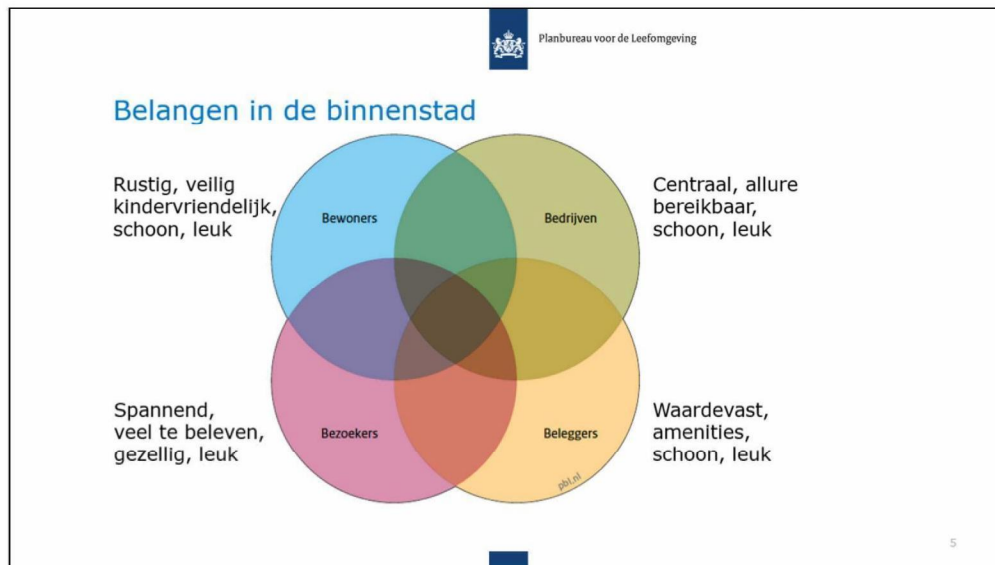 Planbureau voor de Leefomgeving
Belangen in de binnenstad
Rustig, veilig
kindervriendelijk,
schoon, leuk
Bewoners
Bedrijven
Centraal, allure
bereikbaar,
schoon, leuk
Spannend,
veel te beleven,
gezellig, leuk
Bezoekers
Beleggers
Waardevast,
amenities,
schoon, leuk
pbl.nl
5